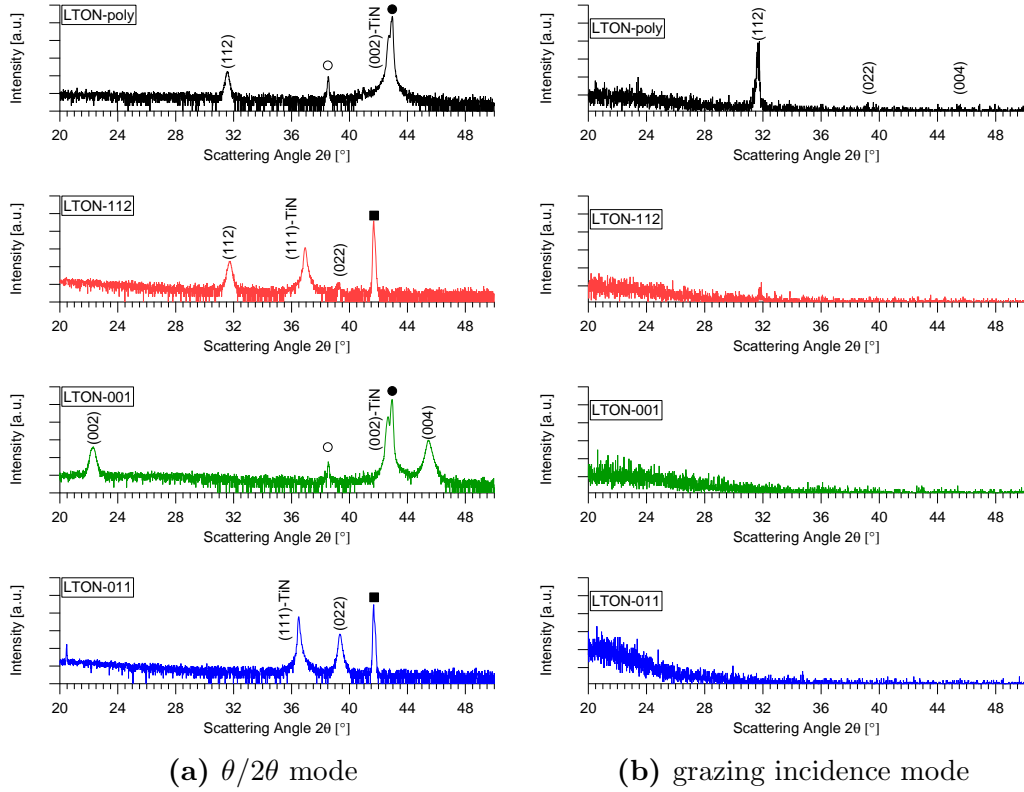 LTON-poly
Intensity [a.u.]
(112)
(002)-TiN
20 24 28 32 36 40 44 48
Scattering Angle 2θ [°]
LTON-112
Intensity [a.u.]
(112)
(111)-TiN
(022)
20 24 28 32 36 40 44 48
Scattering Angle 2θ [°]
LTON-001
Intensity [a.u.]
(002)
(002)-TiN
(004)
20 24 28 32 36 40 44 48
Scattering Angle 2θ [°]
LTON-011
Intensity [a.u.]
(111)-TiN
(022)
20 24 28 32 36 40 44 48
Scattering Angle 2θ [°]
(a) θ/2θ mode
LTON-poly
Intensity [a.u.]
(112)
(022)
(004)
20 24 28 32 36 40 44 48
Scattering Angle 2θ [°]
LTON-112
Intensity [a.u.]
20 24 28 32 36 40 44 48
Scattering Angle 2θ [°]
LTON-001
Intensity [a.u.]
20 24 28 32 36 40 44 48
Scattering Angle 2θ [°]
LTON-011
Intensity [a.u.]
20 24 28 32 36 40 44 48
Scattering Angle 2θ [°]
(b) grazing incidence mode